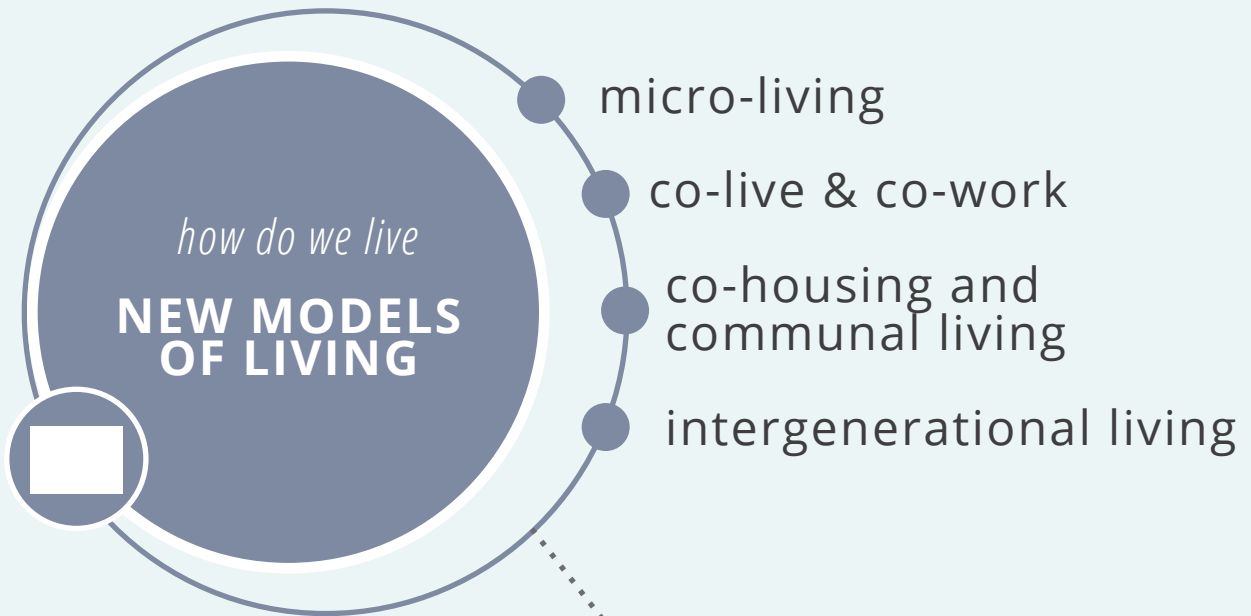 how do we live
NEW MODELS
OF LIVING
micro-living
co-live & co-work
co-housing and
communal living
intergenerational living